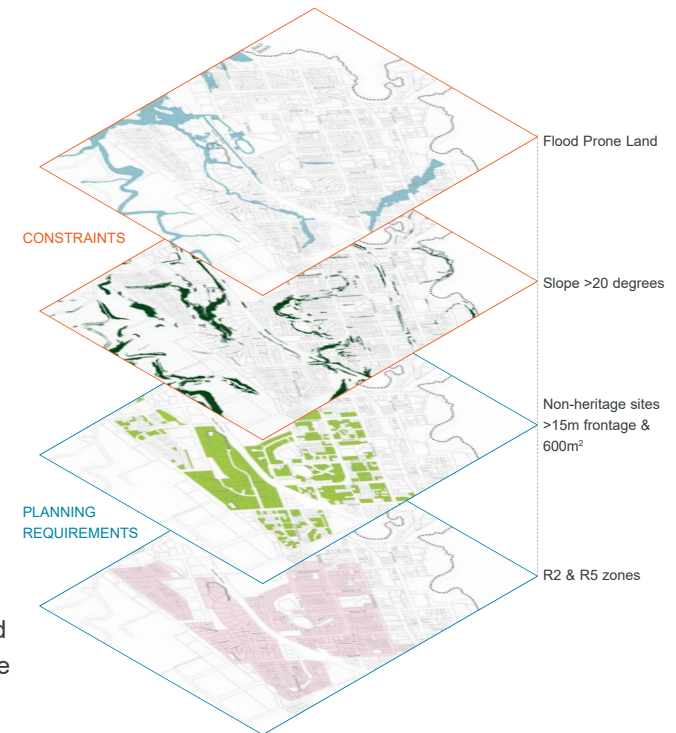 Flood Prone Land
CONSTRAINTS
Slope >20 degrees
Non-heritage sites
>15m frontage &
600m²
PLANNING
REQUIREMENTS
R2 & R5 zones